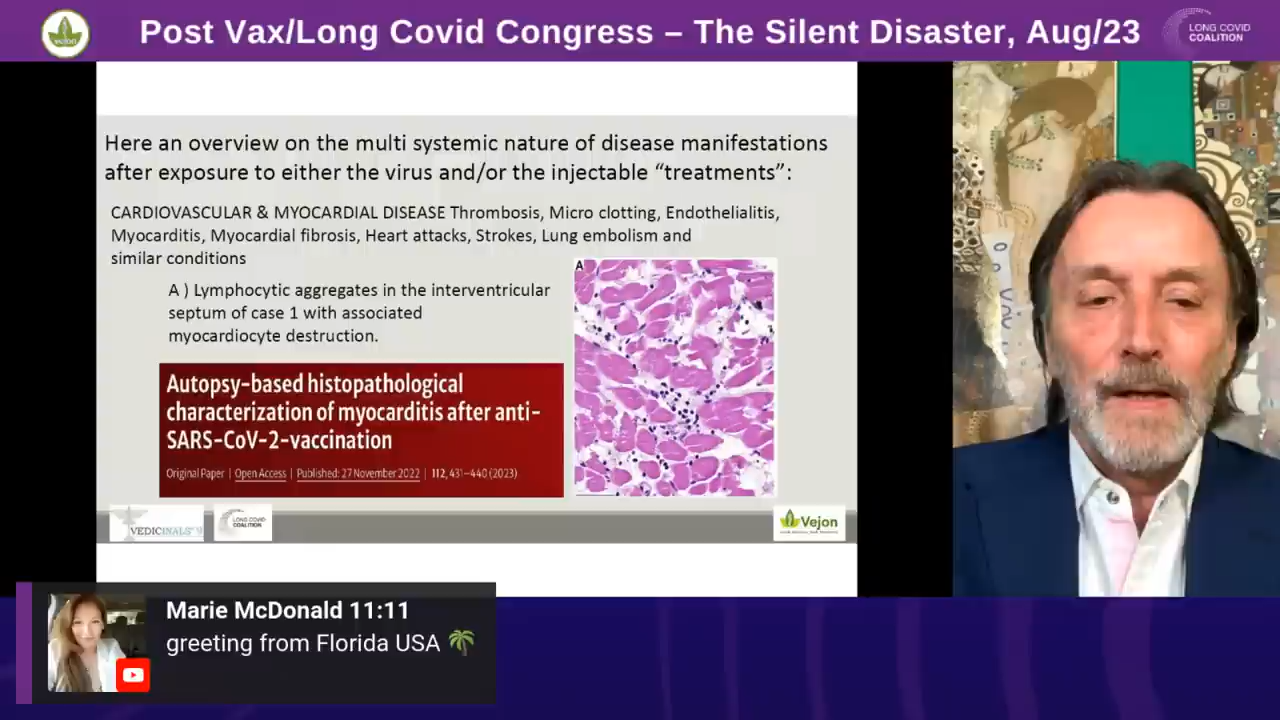 vejon
Post Vax/Long Covid Congress – The Silent Disaster, Aug/23
LONG COVID
COALITION
Here an overview on the multi systemic nature of disease manifestations
after exposure to either the virus and/or the injectable “treatments”:
CARDIOVASCULAR & MYOCARDIAL DISEASE Thrombosis, Micro clotting, Endothelialitis,
Myocarditis, Myocardial fibrosis, Heart attacks, Strokes, Lung embolism and
similar conditions
A
A ) Lymphocytic aggregates in the interventricular
septum of case 1 with associated
myocardiocyte destruction.
Autopsy-based histopathological
characterization of myocarditis after anti-
SARS-CoV-2-vaccination
Original Paper | Open Access | Published: 27 November 2022 | 112, 431–440 (2023)
VEDICINALS 9
LONG COVID
COALITION
Vejon
Marie McDonald 11:11
greeting from Florida USA 🌴